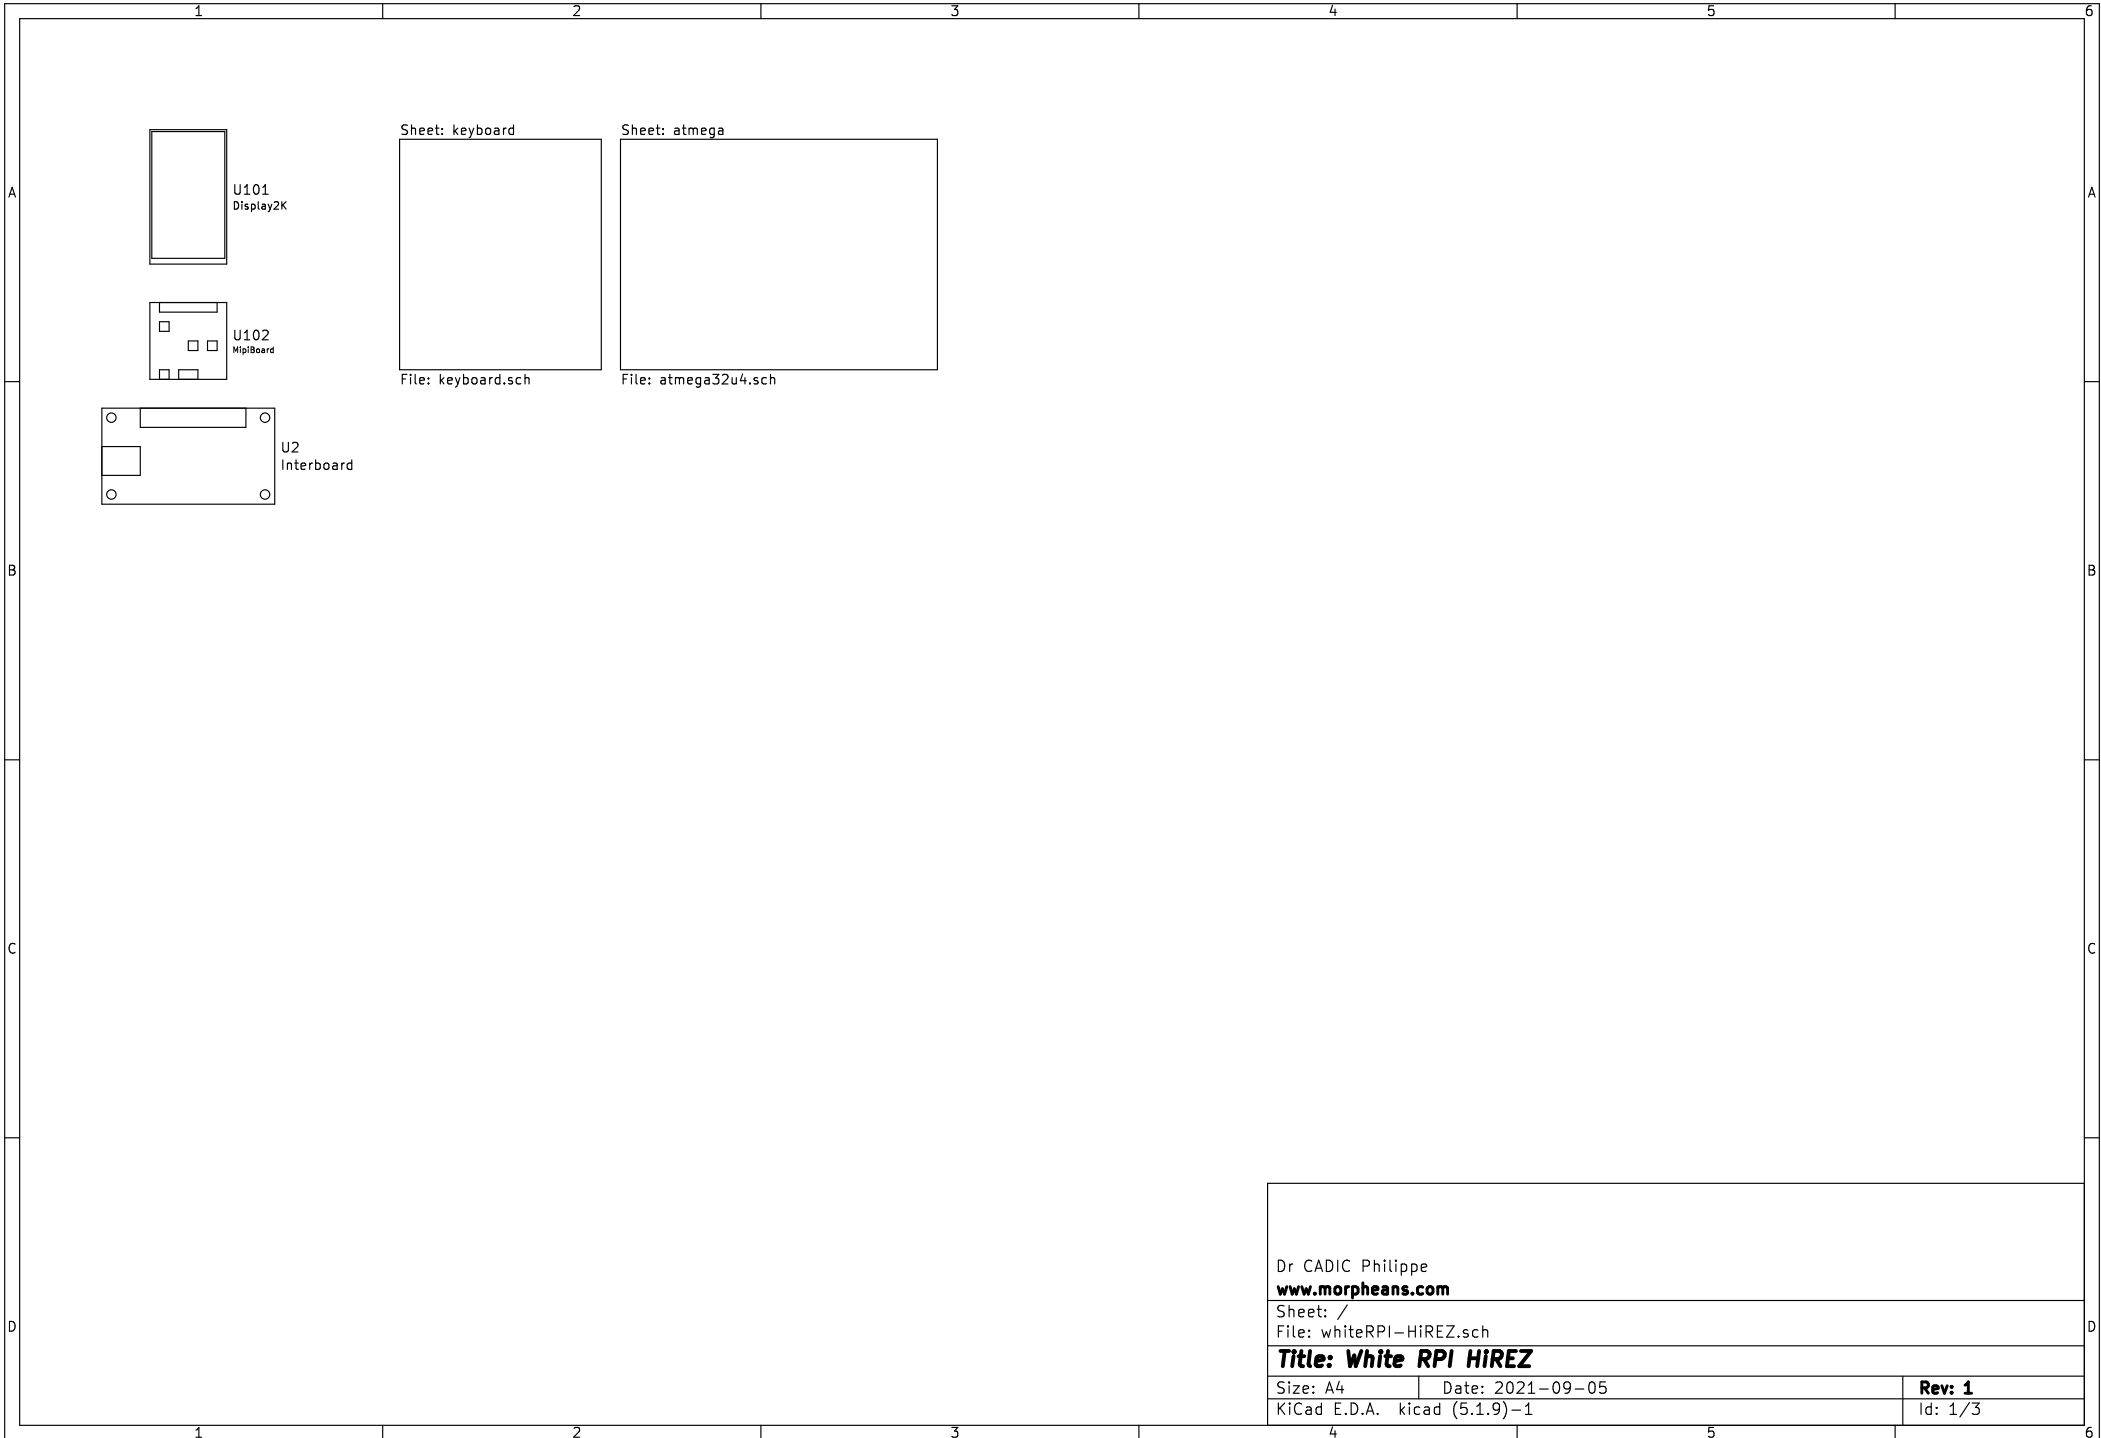 1 2 3 4 5 6
Sheet: keyboard
Sheet: atmega
A A
U101
Display2K
U102
MipiBoard
File: keyboard.sch
File: atmega32u4.sch
U2
Interboard
B B
C C
Dr CADIC Philippe
www.morpheans.com
Sheet: /
D D
File: whiteRPI-HiREZ.sch
Title: White RPI HiREZ
Size: A4 Date: 2021-09-05 Rev: 1
KiCad E.D.A. kicad (5.1.9)-1 Id: 1/3
1 2 3 4 5 6